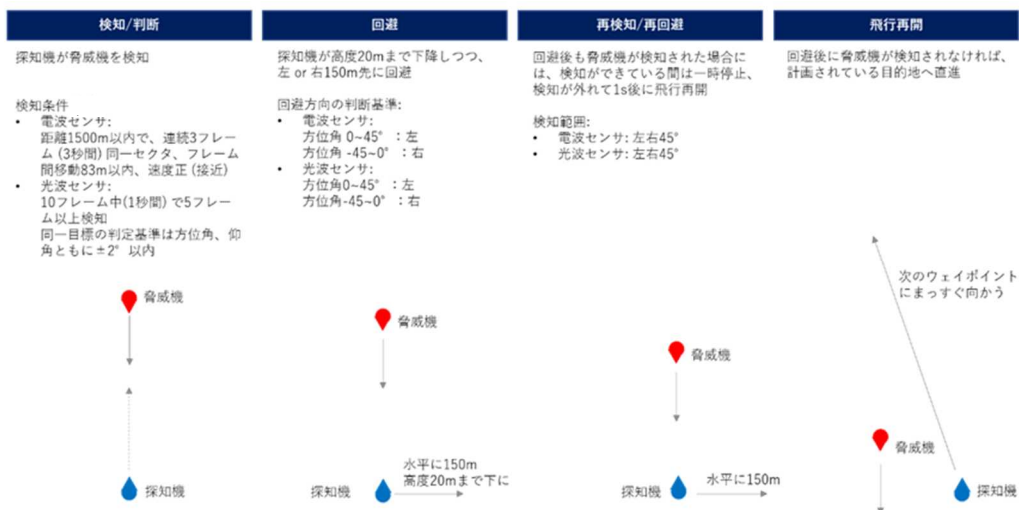 検知/判断
探知機が脅威機を検知
検知条件
• 電波センサ:
距離1500m以内で、連続3フレー
ム (3秒間) 同一セクタ、フレーム
間移動83m以内、速度正 (接近)
• 光波センサ:
10フレーム中(1秒間) で5フレー
ム以上検知
同一目標の判定基準は方位角、仰
角ともに±2° 以内
脅威機
探知機
回避
探知機が高度20mまで下降しつつ、
左 or 右150m先に回避
回避方向の判断基準:
• 電波センサ:
方位角 0~45° :左
方位角 -45~0° :右
• 光波センサ:
方位角0~45° :左
方位角-45~0° :右
脅威機
水平に150m
高度20mまで下に
探知機
再検知/再回避
回避後も脅威機が検知された場合に
は、検知ができている間は一時停止、
検知が外れて1s後に飛行再開
検知範囲:
• 電波センサ: 左右45°
• 光波センサ: 左右45°
脅威機
水平に150m
探知機
飛行再開
回避後に脅威機が検知されなければ、
計画されている目的地へ直進
次のウェイポイント
にまっすぐ向かう
脅威機
探知機